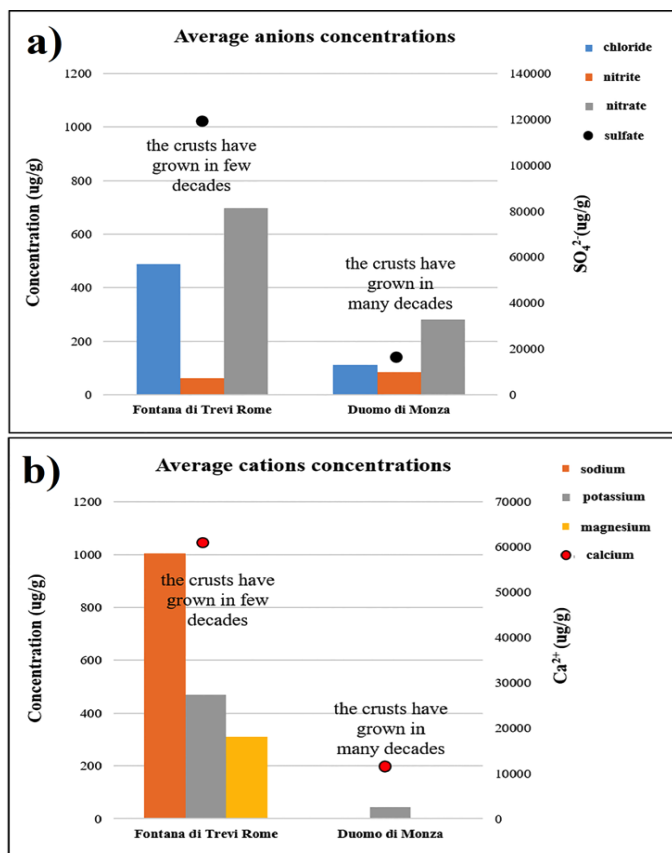 a)
Average anions concentrations
chloride
nitrite
nitrate
sulfate
1200
1000
800
600
400
200
0
Concentration (ug/g)
140000
120000
100000
80000
60000
40000
20000
0
SO₄²⁻(ug/g)
the crusts have
grown in few
decades
the crusts have
grown in
many decades
Fontana di Trevi Rome
Duomo di Monza
b)
Average cations concentrations
sodium
potassium
magnesium
calcium
1200
1000
800
600
400
200
0
Concentration (ug/g)
70000
60000
50000
40000
30000
20000
10000
0
Ca²⁺ (ug/g)
the crusts have
grown in few
decades
the crusts have
grown in
many decades
Fontana di Trevi Rome
Duomo di Monza